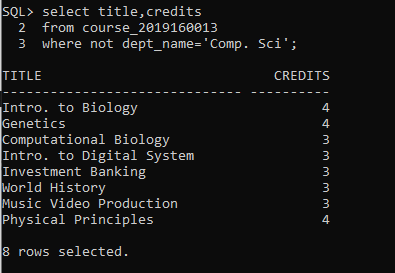 SQL> select title,credits
2 from course_2019160013
3 where not dept_name='Comp. Sci';
TITLE CREDITS
------------------------------ ----------
Intro. to Biology 4
Genetics 4
Computational Biology 3
Intro. to Digital System 3
Investment Banking 3
World History 3
Music Video Production 3
Physical Principles 4
8 rows selected.